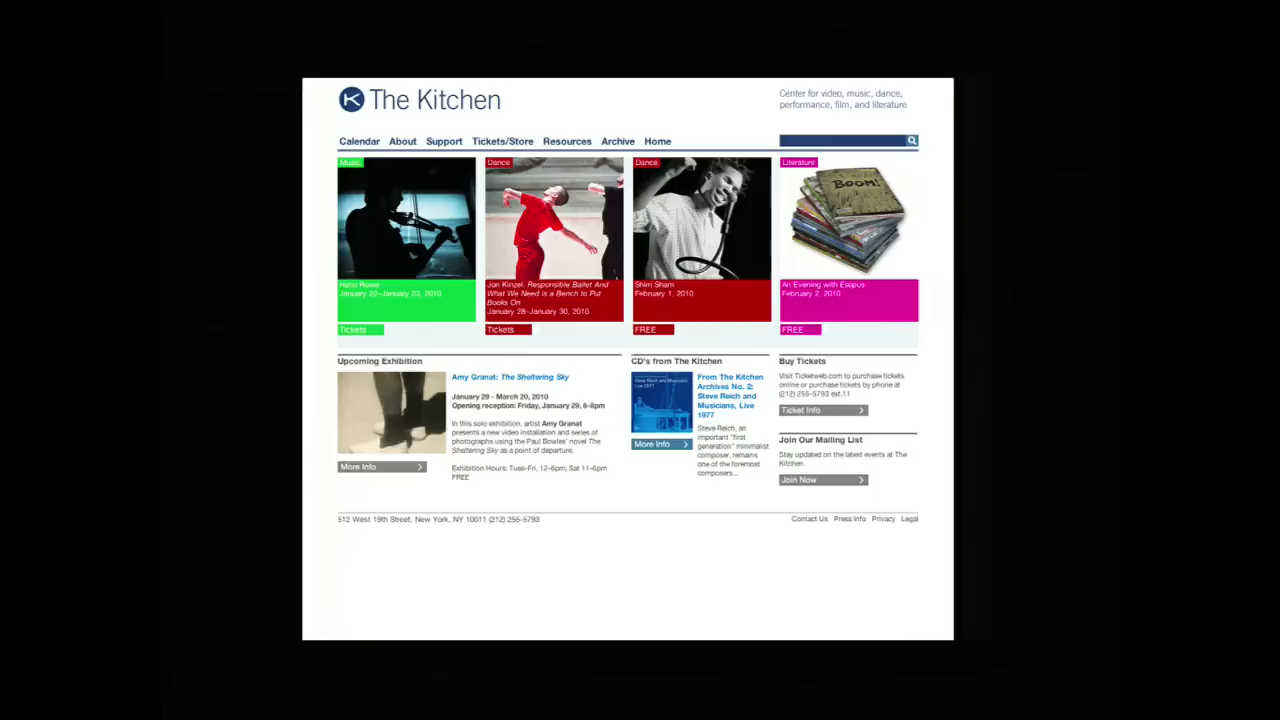 The Kitchen
Center for video, music, dance,
performance, film, and literature
Calendar About Support Tickets/Store Resources Archive Home
Music
Hahn Rowe
January 22–January 23, 2010
Tickets
Dance
Jon Kinzel: Responsible Ballet And
What We Need is a Bench to Put
Books On
January 28–January 30, 2010
Tickets
Dance
Shim Sham
February 1, 2010
FREE
Literature
BOOM!
An Evening with Esopus
February 2, 2010
FREE
Upcoming Exhibition
Amy Granat: The Sheltering Sky
January 29 - March 20, 2010
Opening reception: Friday, January 29, 6-8pm
In this solo exhibition, artist Amy Granat
presents a new video installation and series of
photographs using the Paul Bowles' novel The
Sheltering Sky as a point of departure.
Exhibition Hours: Tues-Fri, 12-6pm; Sat 11-6pm
FREE
More Info
CD's from The Kitchen
Steve Reich and Musicians,
Live 1977
More Info
From The Kitchen
Archives No. 2:
Steve Reich and
Musicians, Live
1977
Steve Reich, an
important "first
generation" minimalist
composer, remains
one of the foremost
composers...
Buy Tickets
Visit Ticketweb.com to purchase tickets
online or purchase tickets by phone at
(212) 255-5793 ext.11
Ticket Info
Join Our Mailing List
Stay updated on the latest events at The
Kitchen.
Join Now
512 West 19th Street, New York, NY 10011 (212) 255-5793
Contact Us Press Info Privacy Legal